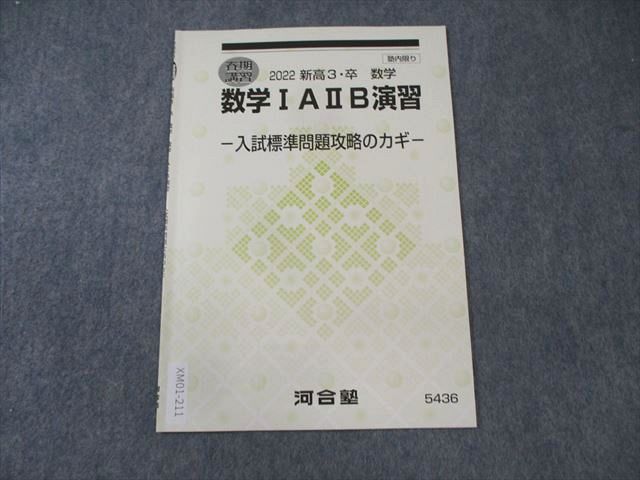 塾内限り
春期
講習
2022 新高3・卒 数学
数学ⅠAⅡB演習
－入試標準問題攻略のカギ－
XM01-211
河合塾
5436